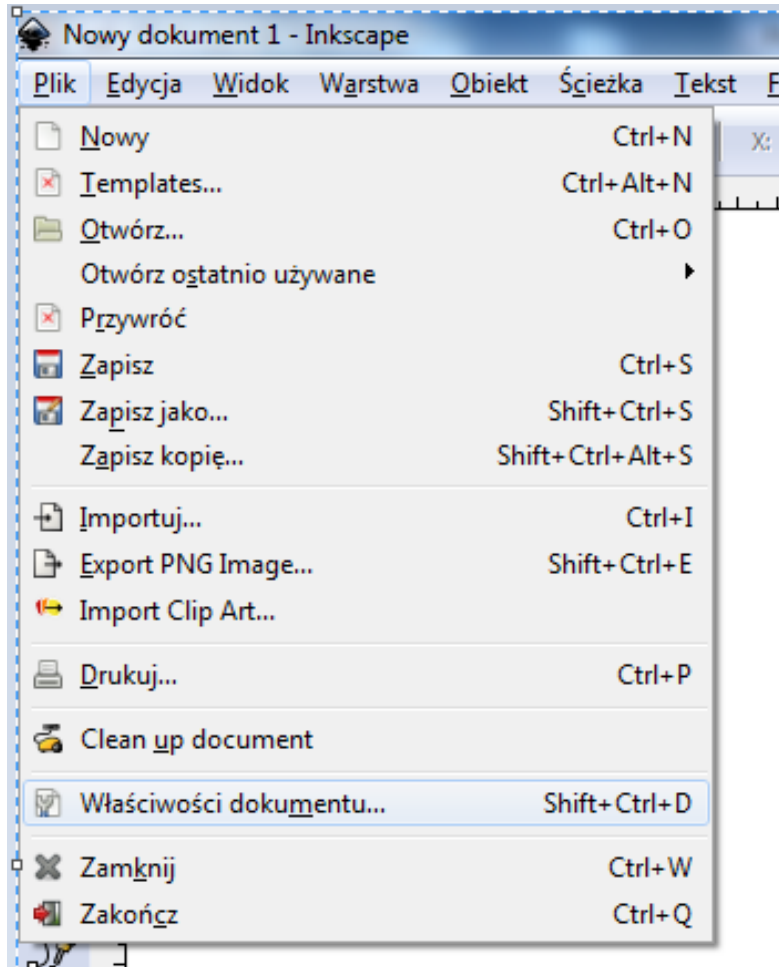 Nowy dokument 1 - Inkscape
Plik Edycja Widok Warstwa Obiekt Ścieżka Tekst F
Nowy Ctrl+N X:
Templates... Ctrl+Alt+N
Otwórz... Ctrl+O
Otwórz ostatnio używane
Przywróć
Zapisz Ctrl+S
Zapisz jako... Shift+Ctrl+S
Zapisz kopię... Shift+Ctrl+Alt+S
Importuj... Ctrl+I
Export PNG Image... Shift+Ctrl+E
Import Clip Art...
Drukuj... Ctrl+P
Clean up document
Właściwości dokumentu... Shift+Ctrl+D
Zamknij Ctrl+W
Zakończ Ctrl+Q